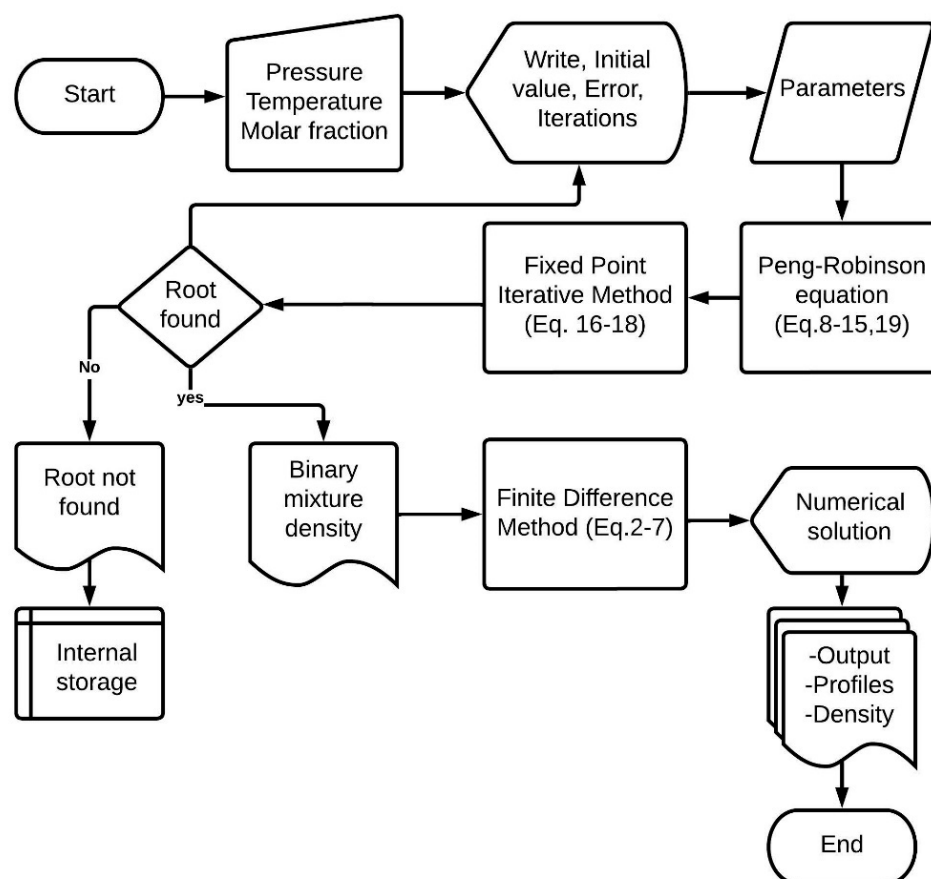 Start
Pressure
Temperature
Molar fraction
Write, Initial
value, Error,
Iterations
Parameters
Peng-Robinson
equation
(Eq.8-15,19)
Fixed Point
Iterative Method
(Eq. 16-18)
Root
found
No
yes
Root not
found
Internal
storage
Binary
mixture
density
Finite Difference
Method (Eq.2-7)
Numerical
solution
-Output
-Profiles
-Density
End